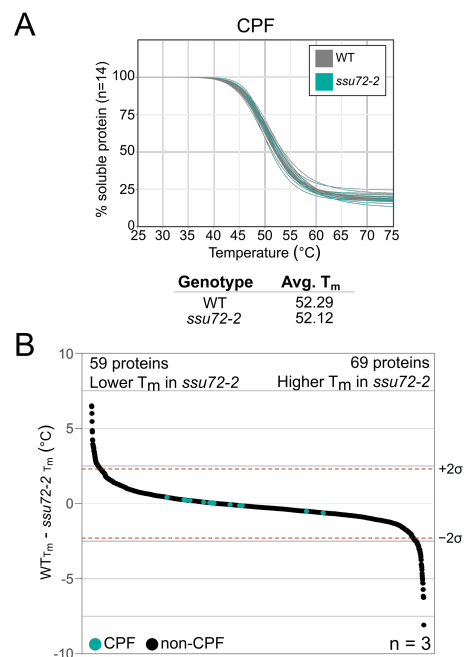 A
CPF
WT
ssu72-2
% soluble protein (n=14)
100
75
50
25
0
25 30 35 40 45 50 55 60 65 70 75
Temperature (°C)
Genotype Avg. Tm
WT 52.29
ssu72-2 52.12
B
59 proteins
Lower Tm in ssu72-2
69 proteins
Higher Tm in ssu72-2
WT Tm - ssu72-2 Tm (°C)
10
5
0
-5
-10
+2σ
−2σ
CPF non-CPF
n = 3